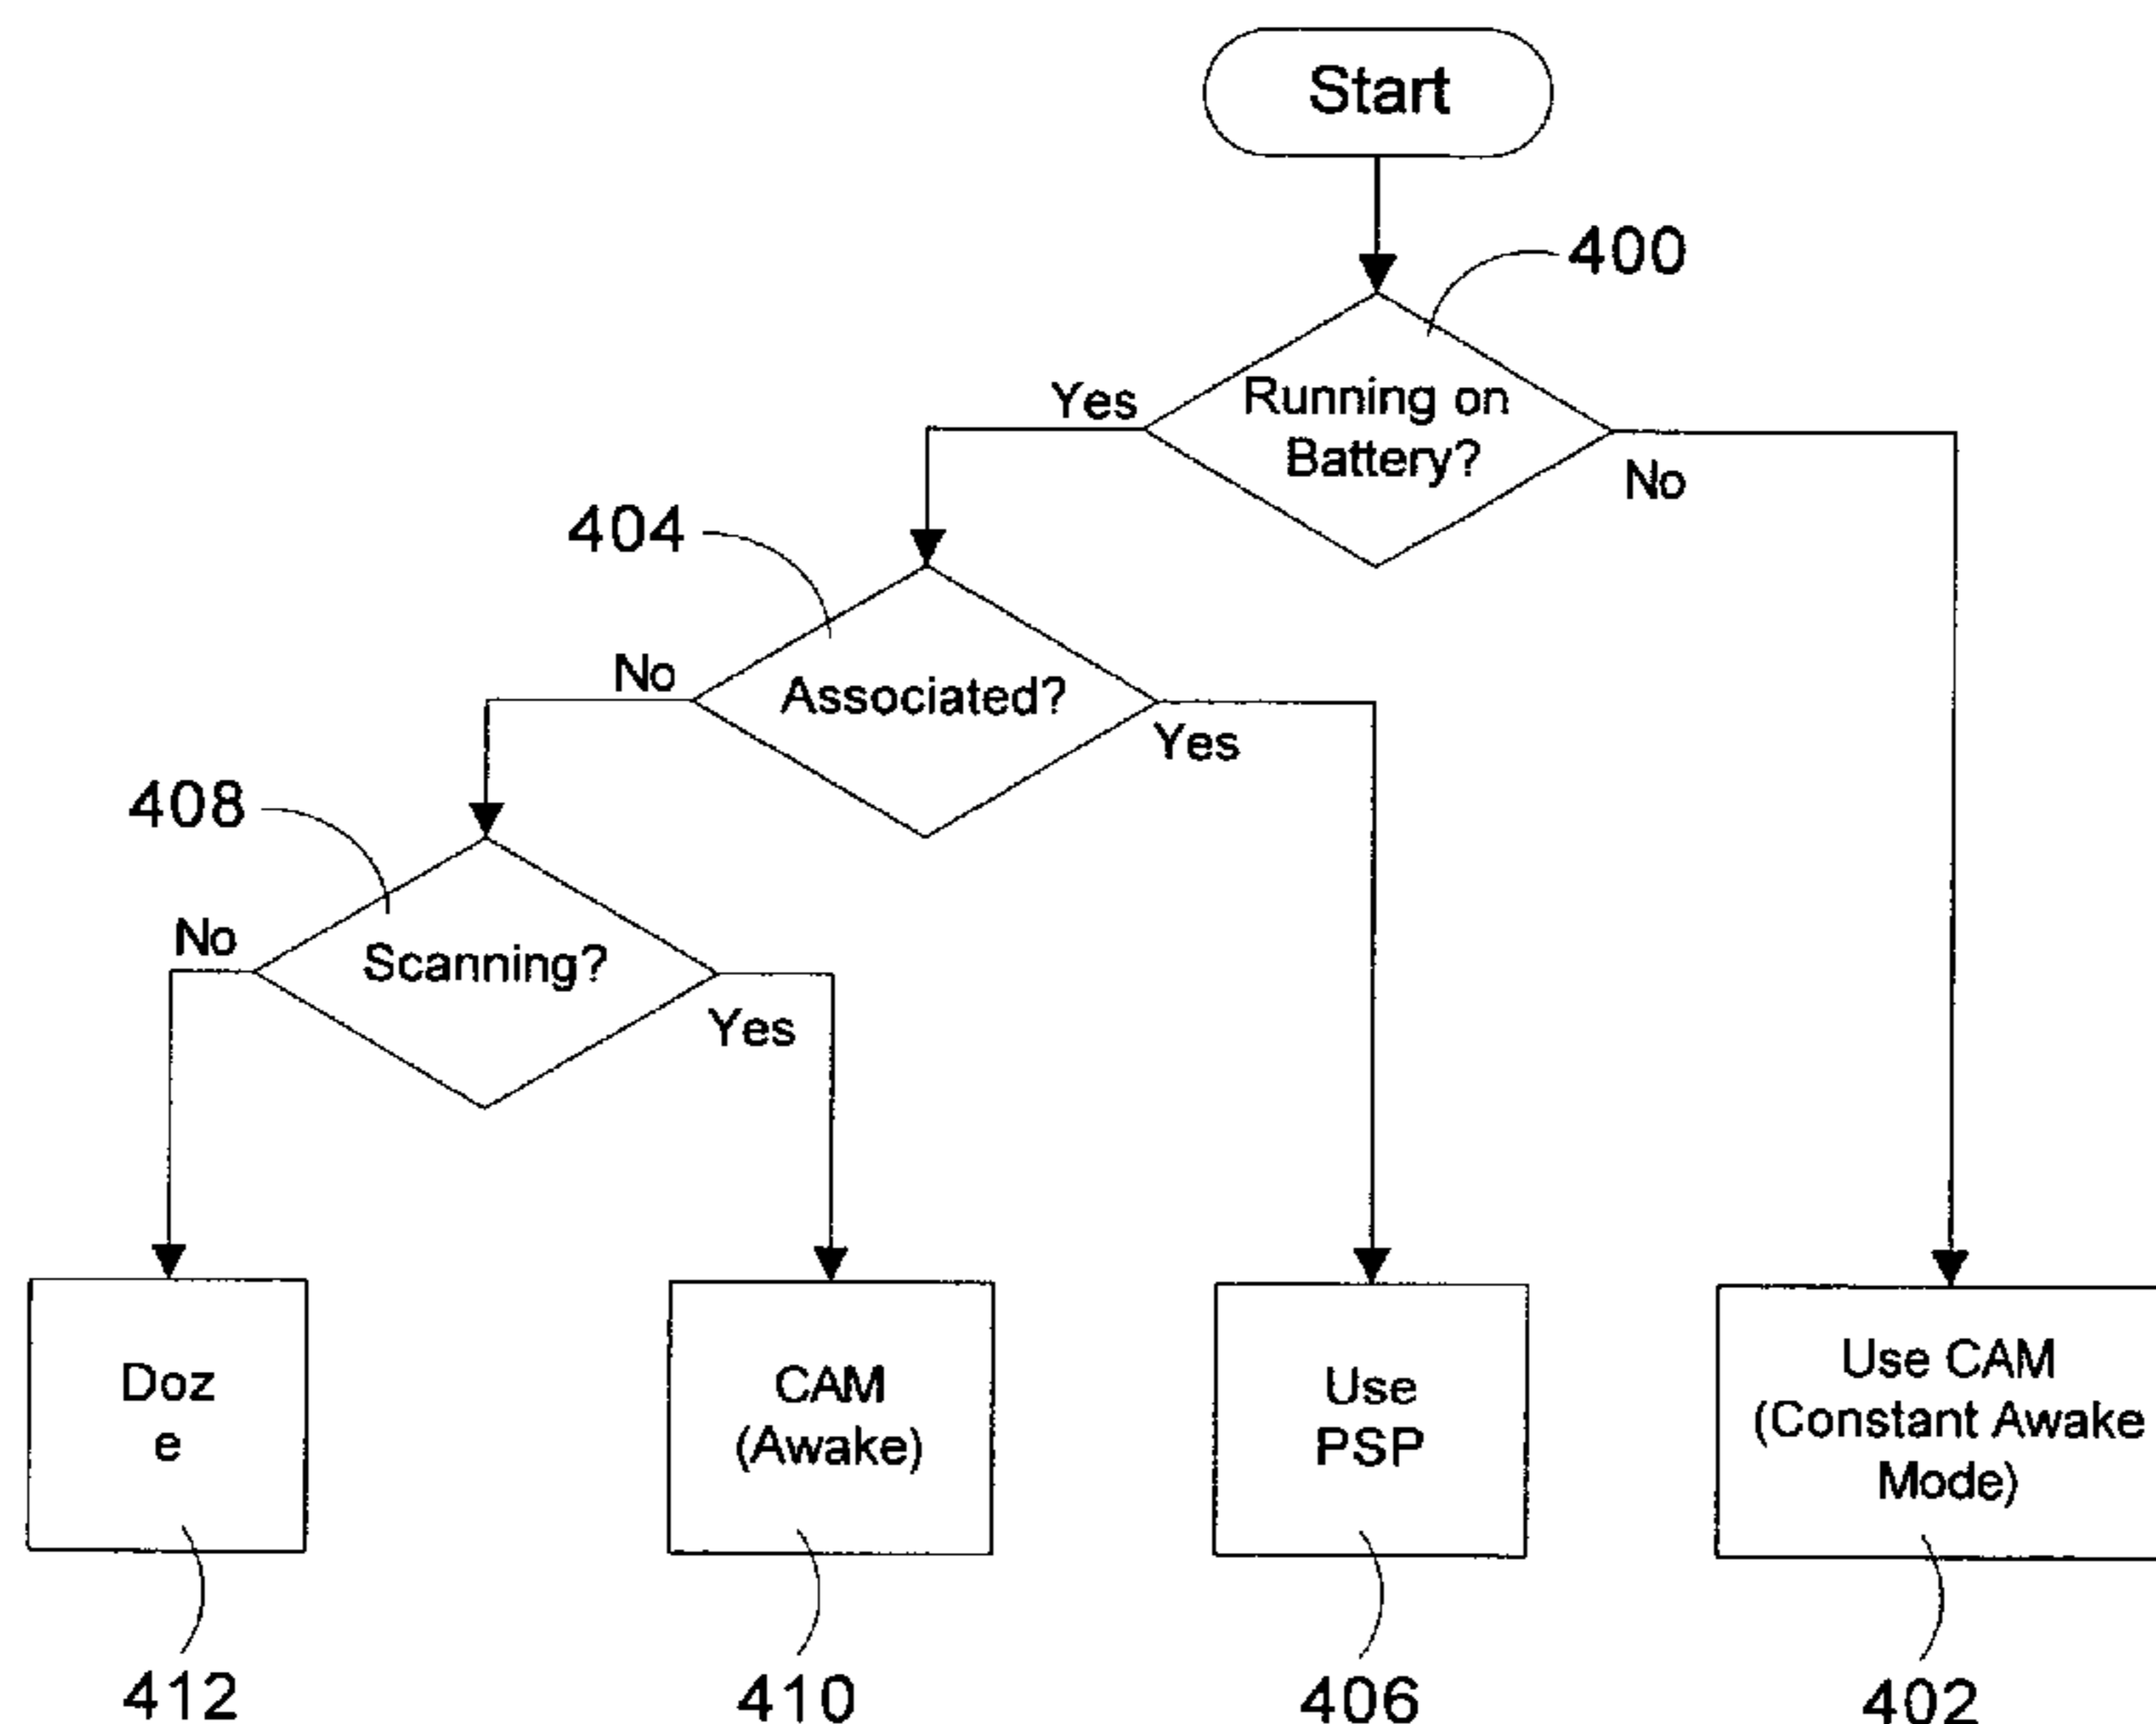 Start
400
Running on
Battery?
Yes
No
404
Associated?
No
Yes
408
Scanning?
No
Yes
Doz
e
CAM
(Awake)
Use
PSP
Use CAM
(Constant Awake
Mode)
412
410
406
402